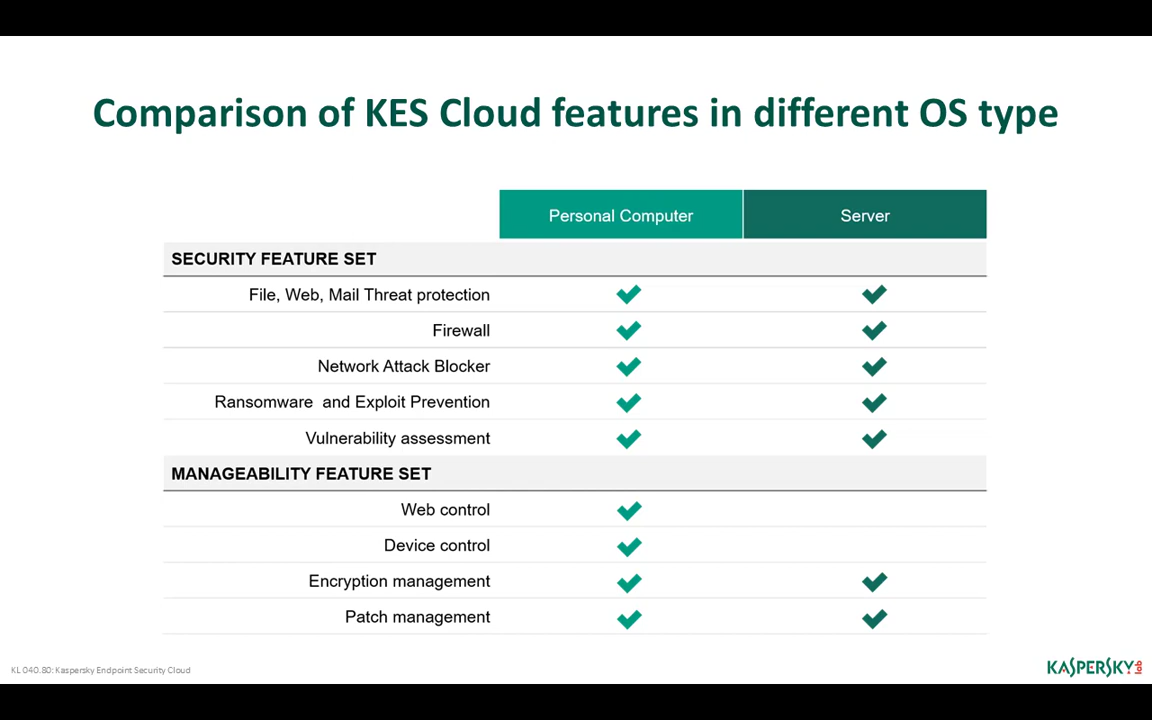 Comparison of KES Cloud features in different OS type
Personal Computer Server
SECURITY FEATURE SET
File, Web, Mail Threat protection
Firewall
Network Attack Blocker
Ransomware and Exploit Prevention
Vulnerability assessment
MANAGEABILITY FEATURE SET
Web control
Device control
Encryption management
Patch management
KL 040.80: Kaspersky Endpoint Security Cloud
KASPERSKY lab